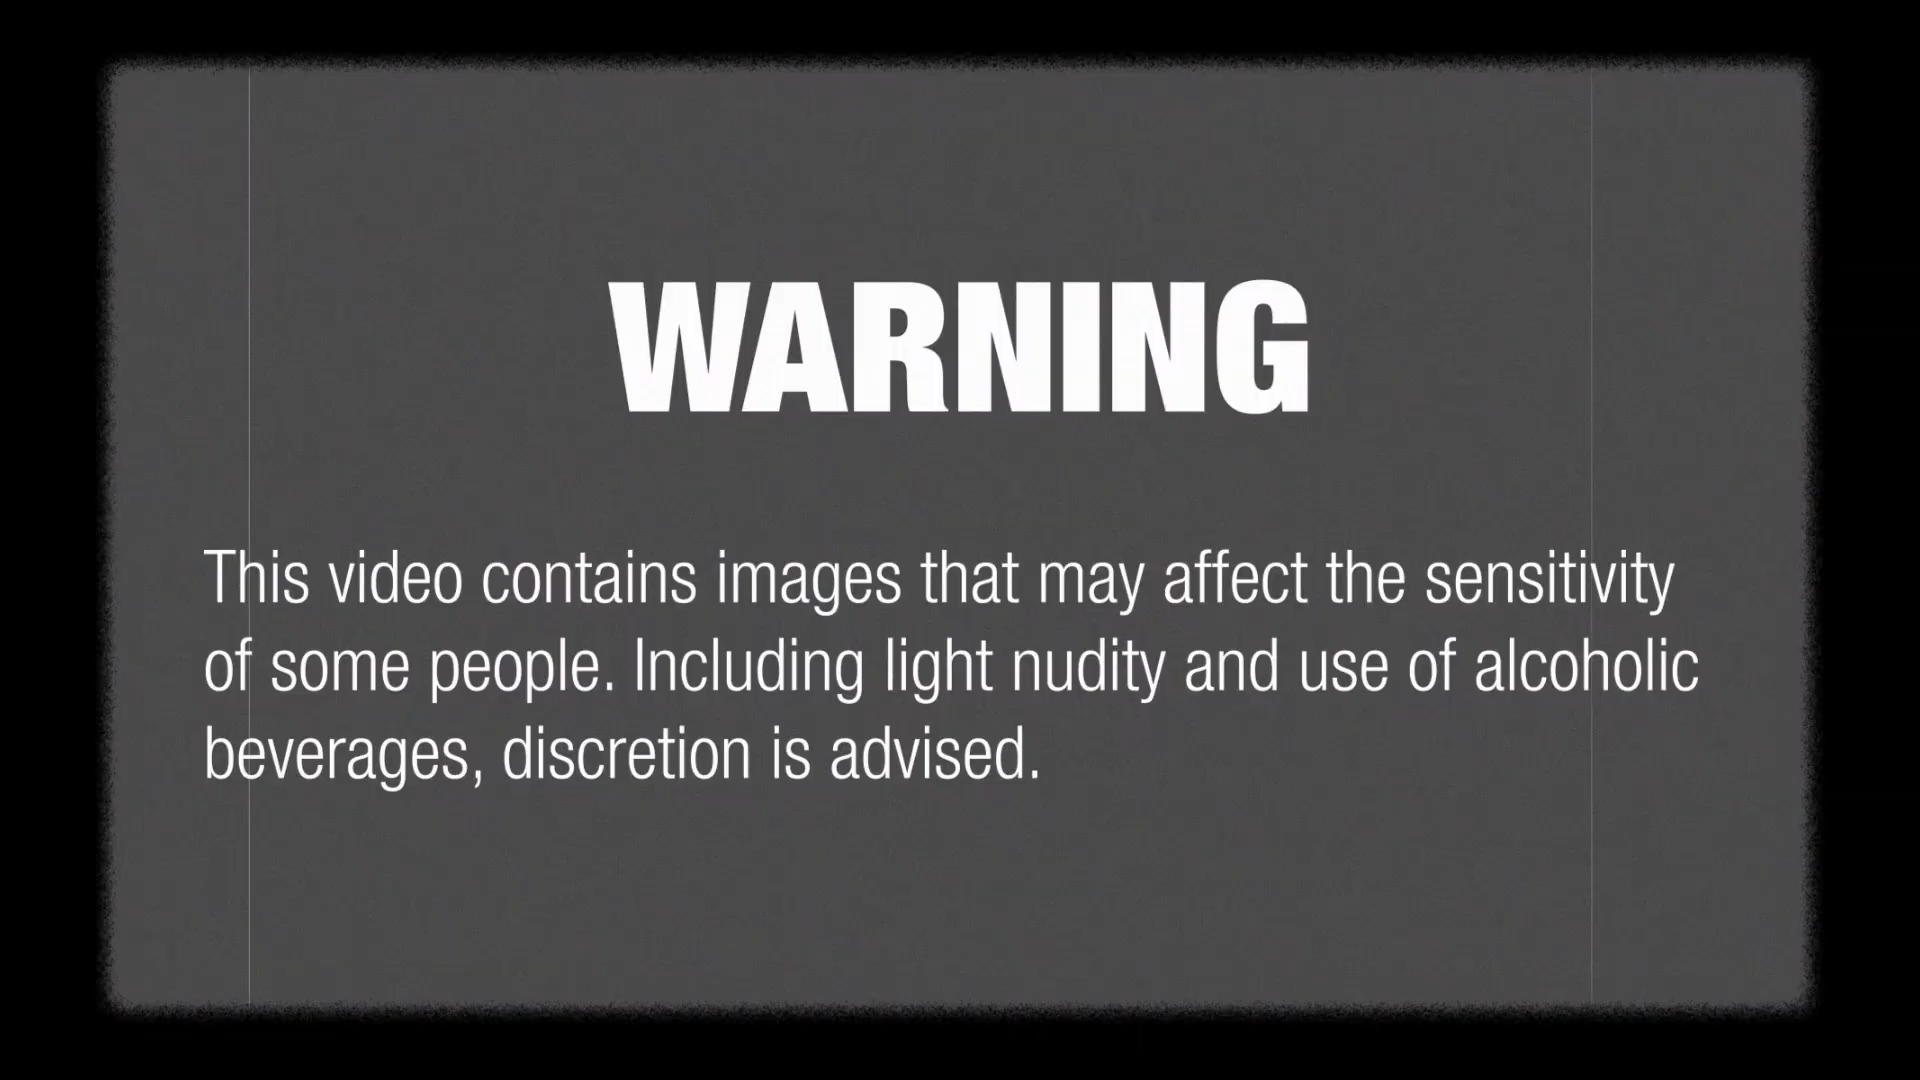 WARNING
This video contains images that may affect the sensitivity
of some people. Including light nudity and use of alcoholic
beverages, discretion is advised.